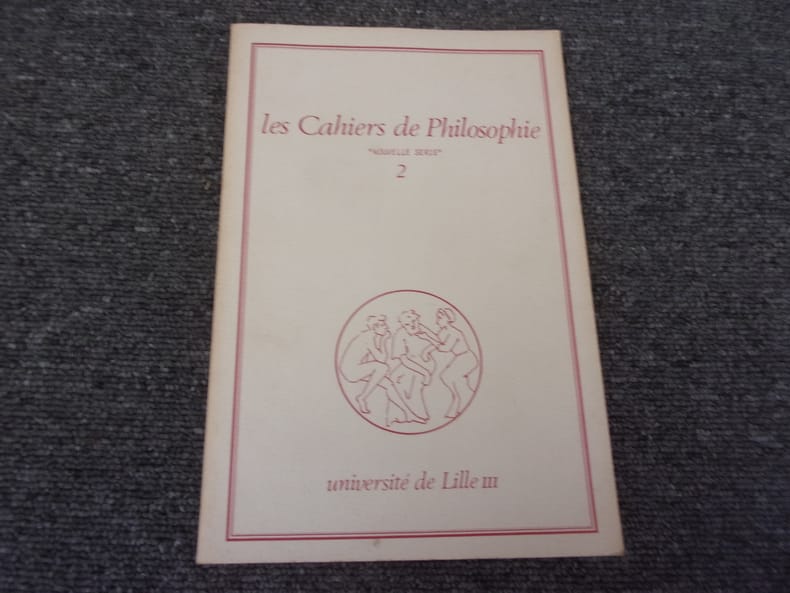 les Cahiers de Philosophie
"NOUVELLE SERIE"
2
université de Lille III